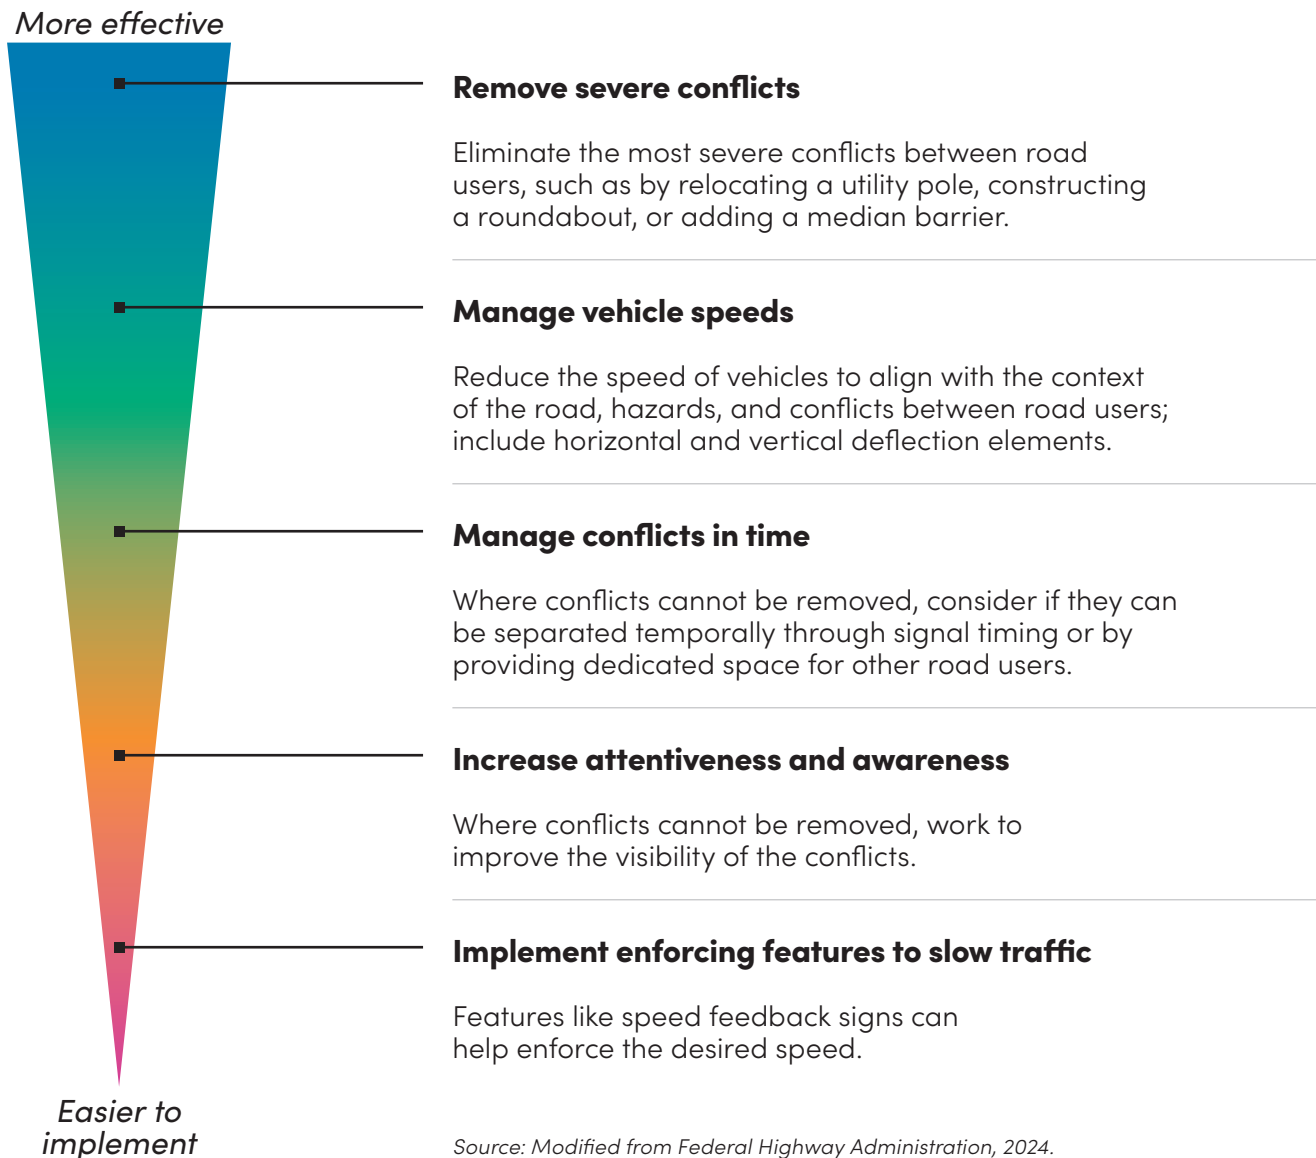 More effective
Remove severe conflicts
Eliminate the most severe conflicts between road
users, such as by relocating a utility pole, constructing
a roundabout, or adding a median barrier.
Manage vehicle speeds
Reduce the speed of vehicles to align with the context
of the road, hazards, and conflicts between road users;
include horizontal and vertical deflection elements.
Manage conflicts in time
Where conflicts cannot be removed, consider if they can
be separated temporally through signal timing or by
providing dedicated space for other road users.
Increase attentiveness and awareness
Where conflicts cannot be removed, work to
improve the visibility of the conflicts.
Implement enforcing features to slow traffic
Features like speed feedback signs can
help enforce the desired speed.
Easier to
implement
Source: Modified from Federal Highway Administration, 2024.